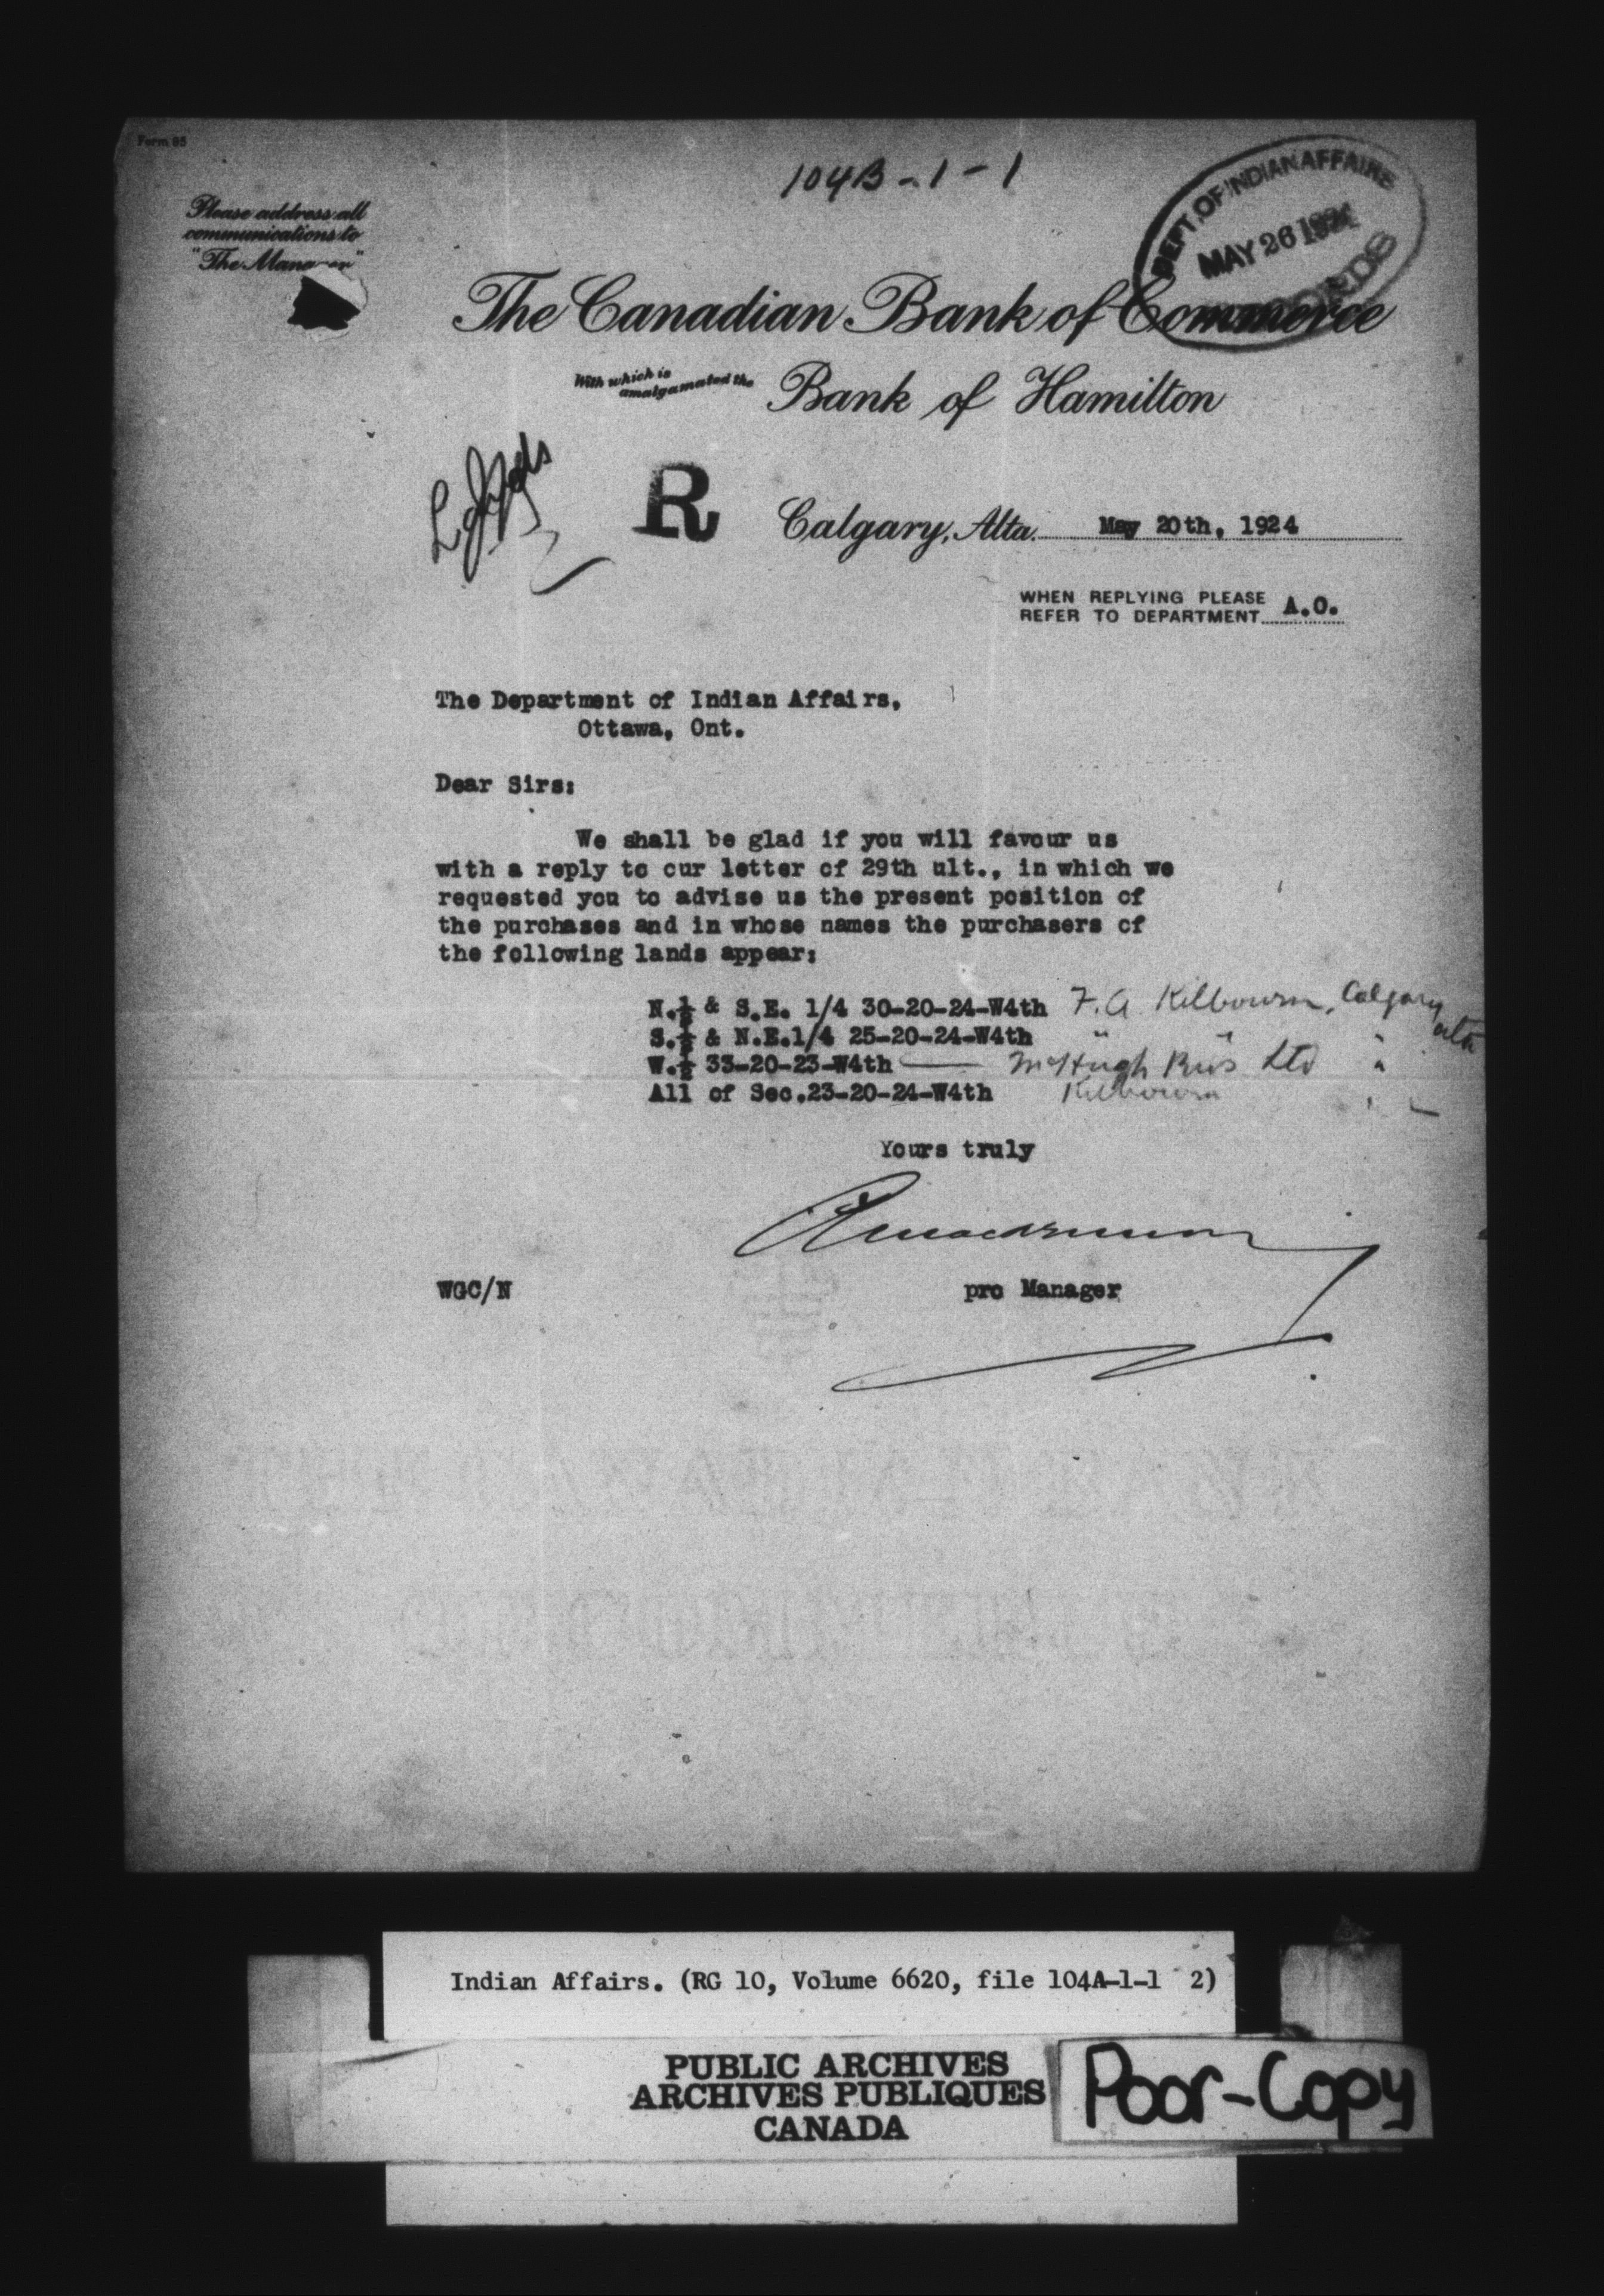 Form 95
104B-1-1
DEPT. OF INDIAN AFFAIRS
MAY 26 1924
Please address all
communications to
"The Manager"
The Canadian Bank of Commerce
With which is
amalgamated the
Bank of Hamilton
R
Calgary, Alta. May 20th, 1924
WHEN REPLYING PLEASE
REFER TO DEPARTMENT A.O.
The Department of Indian Affairs,
Ottawa, Ont.
Dear Sirs:
We shall be glad if you will favour us
with a reply to our letter of 29th ult., in which we
requested you to advise us the present position of
the purchases and in whose names the purchasers of
the following lands appear:
N.½ & S.E. 1/4 30-20-24-W4th F.A Kilbourn, Calgary
alta
S.½ & N.E.1/4 25-20-24-W4th " " "
W.½ 33-20-23-W4th — McHugh Bros Ltd "
All of Sec.23-20-24-W4th Kilbourn
Yours truly
WGC/N
pro Manager
Indian Affairs. (RG 10, Volume 6620, file 104A-1-1 2)
PUBLIC ARCHIVES
ARCHIVES PUBLIQUES
CANADA
Poor-Copy